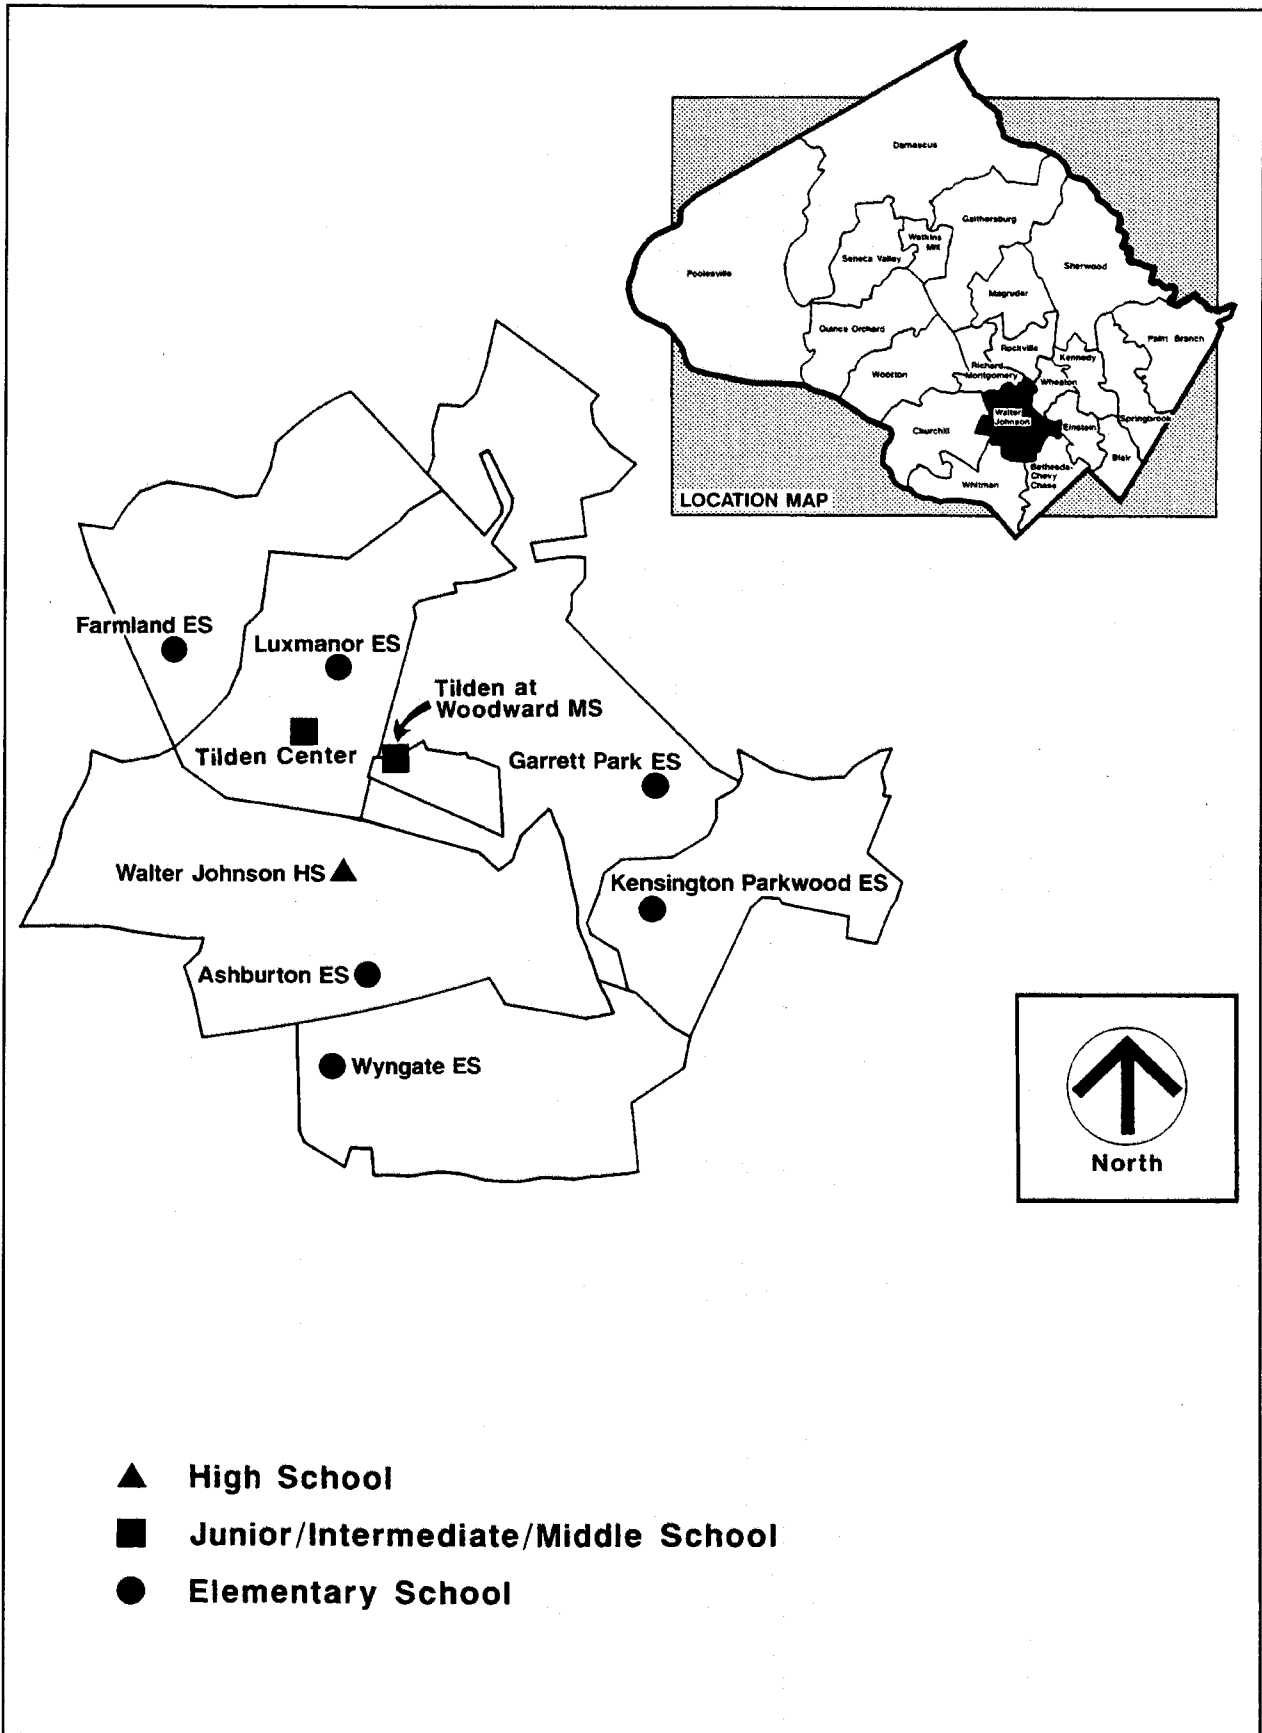 Damascus
Gaithersburg
Watkins
Mill
Seneca Valley
Sherwood
Poolesville
Magruder
Quince Orchard
Palm Branch
Rockville
Kennedy
Richard
Montgomery
Wootton
Wheaton
Walter
Johnson
Springbrook
Churchill
Einstein
Blair
Bethesda-
Chevy
Chase
Whitman
LOCATION MAP
Farmland ES
Luxmanor ES
Tilden at
Woodward MS
Tilden Center
Garrett Park ES
Walter Johnson HS
Kensington Parkwood ES
Ashburton ES
Wyngate ES
North
High School
Junior/Intermediate/Middle School
Elementary School